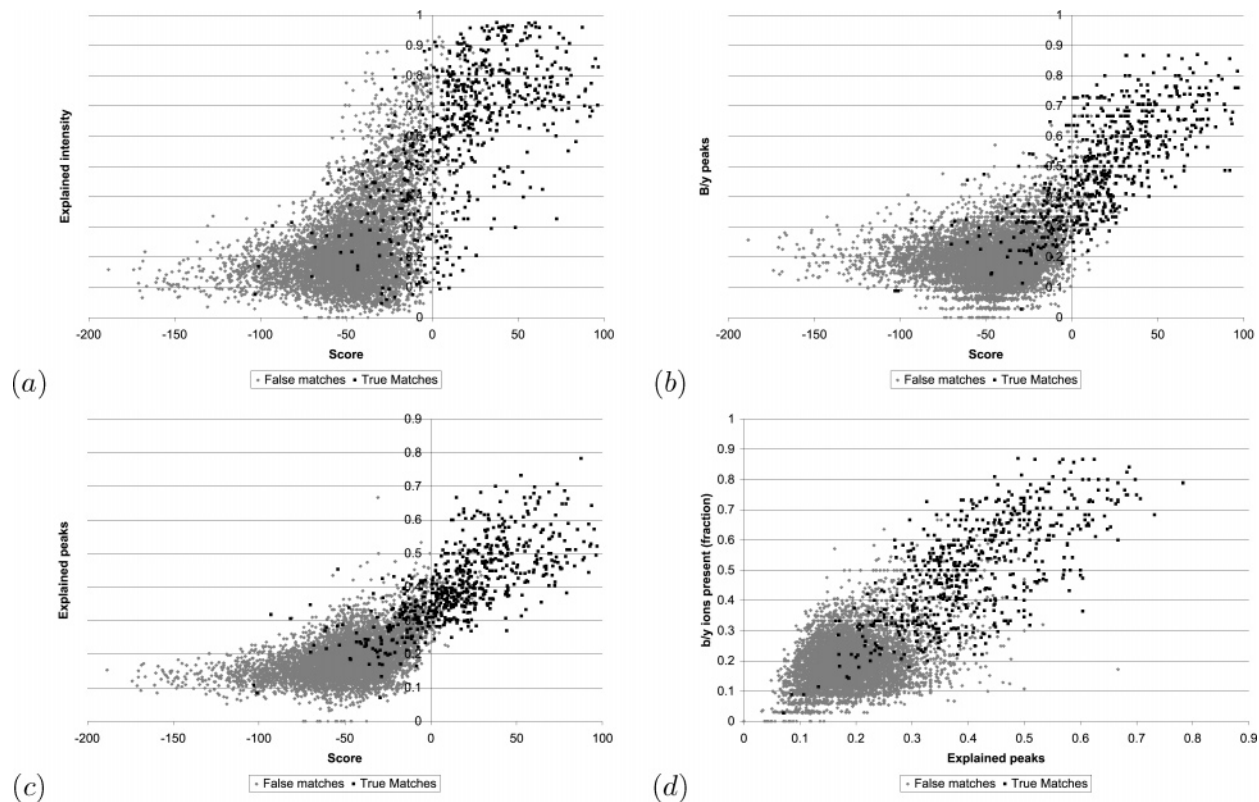 1
0.9
0.8
0.7
0.6
0.5
0.4
0.3
0.2
0.1
0
Explained intensity
-200 -150 -100 -50 0 50 100
Score
False matches True Matches
(a)
1
0.9
0.8
0.7
0.6
0.5
0.4
0.3
0.2
0.1
0
B/y peaks
-200 -150 -100 -50 0 50 100
Score
False matches True Matches
(b)
0.9
0.8
0.7
0.6
0.5
0.4
0.3
0.2
0.1
0
Explained peaks
-200 -150 -100 -50 0 50 100
Score
False matches True Matches
(c)
1
0.9
0.8
0.7
0.6
0.5
0.4
0.3
0.2
0.1
0
b/y ions present (fraction)
0 0.1 0.2 0.3 0.4 0.5 0.6 0.7 0.8 0.9
Explained peaks
False matches True Matches
(d)